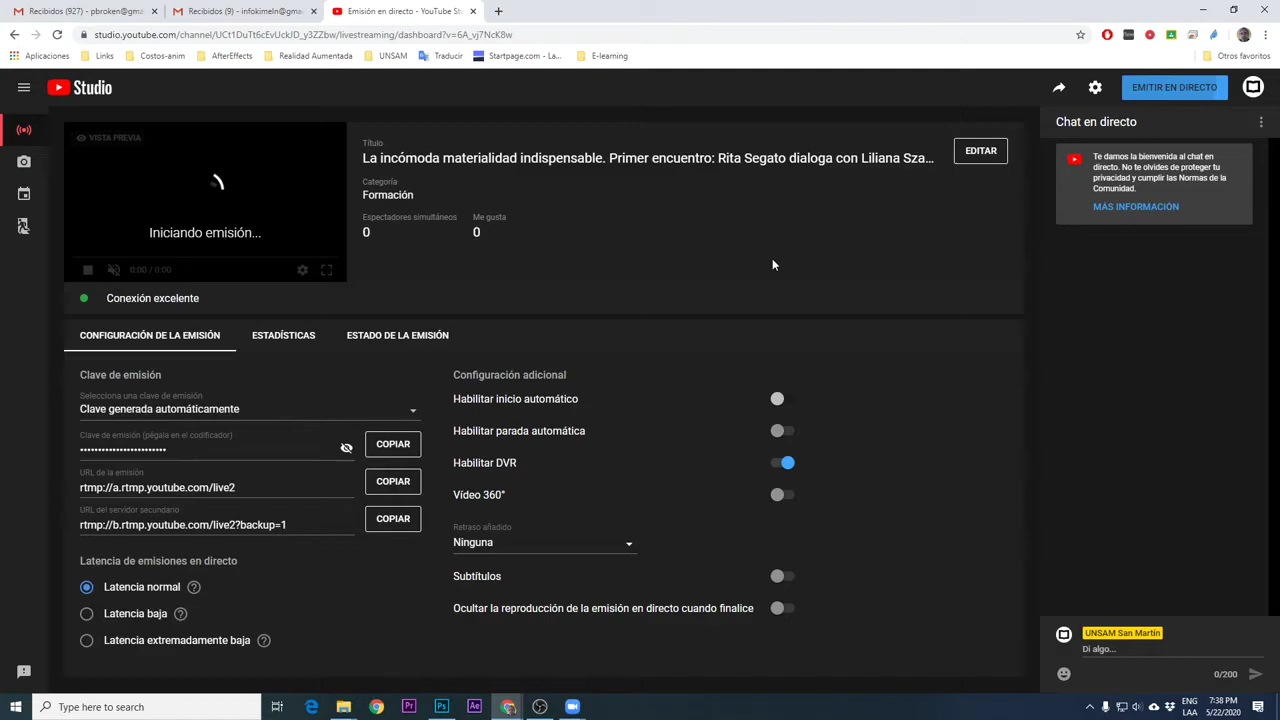 Recibidos (927) - pbroken@gma
Recibidos (9) - infokimeln@gma
Emisión en directo - YouTube St
studio.youtube.com/channel/UCt1DuTt6cEvUckJD_y3ZZbw/livestreaming/dashboard?v=6A_vj7NcK8w
Aplicaciones
Links
Costos-anim
AfterEffects
Realidad Aumentada
UNSAM
Traducir
Startpage.com - La...
E-learning
Otros favoritos
Studio
EMITIR EN DIRECTO
VISTA PREVIA
Iniciando emisión...
0:00 / 0:00
Conexión excelente
Título
La incómoda materialidad indispensable. Primer encuentro: Rita Segato dialoga con Liliana Sza...
EDITAR
Categoría
Formación
Espectadores simultáneos
Me gusta
0
0
Chat en directo
Te damos la bienvenida al chat en
directo. No te olvides de proteger tu
privacidad y cumplir las Normas de la
Comunidad.
MÁS INFORMACIÓN
CONFIGURACIÓN DE LA EMISIÓN
ESTADÍSTICAS
ESTADO DE LA EMISIÓN
Clave de emisión
Selecciona una clave de emisión
Clave generada automáticamente
Clave de emisión (pégala en el codificador)
COPIAR
URL de la emisión
rtmp://a.rtmp.youtube.com/live2
COPIAR
URL del servidor secundario
rtmp://b.rtmp.youtube.com/live2?backup=1
COPIAR
Latencia de emisiones en directo
Latencia normal
Latencia baja
Latencia extremadamente baja
Configuración adicional
Habilitar inicio automático
Habilitar parada automática
Habilitar DVR
Vídeo 360°
Retraso añadido
Ninguna
Subtítulos
Ocultar la reproducción de la emisión en directo cuando finalice
UNSAM San Martín
Di algo...
0/200
Type here to search
Pr
Ps
Ae
ENG
LAA
7:38 PM
5/22/2020